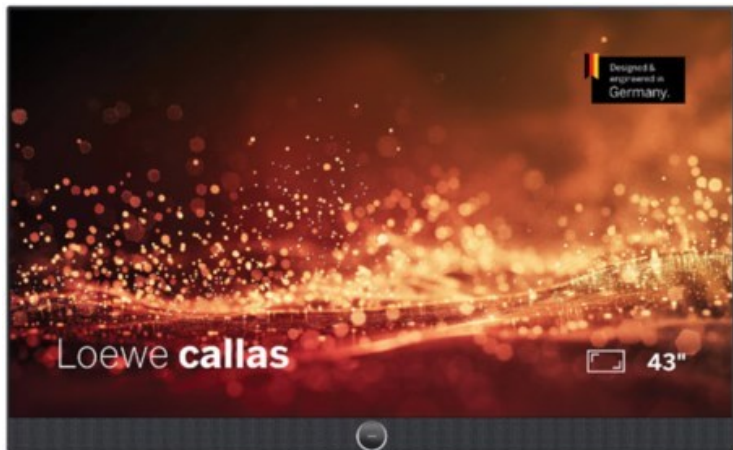 Designed &
engineered in
Germany.
Loewe callas
43"